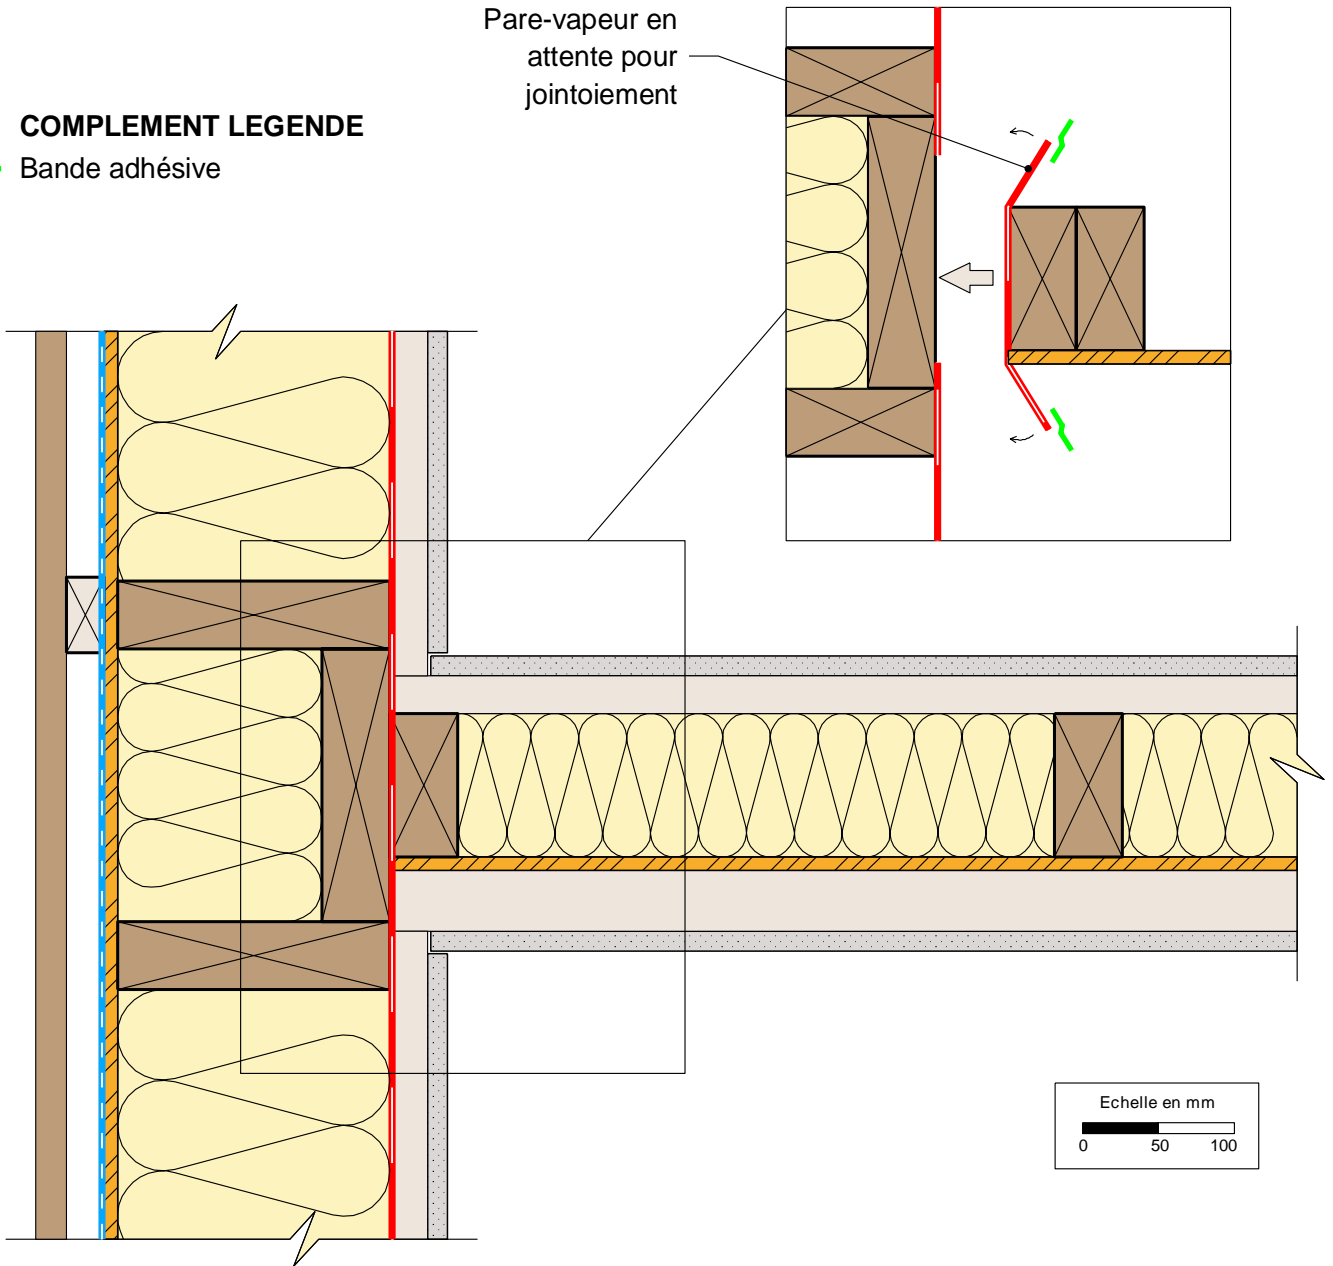 Pare-vapeur en
attente pour
jointoiement
COMPLEMENT LEGENDE
Bande adhésive
Echelle en mm
0 50 100